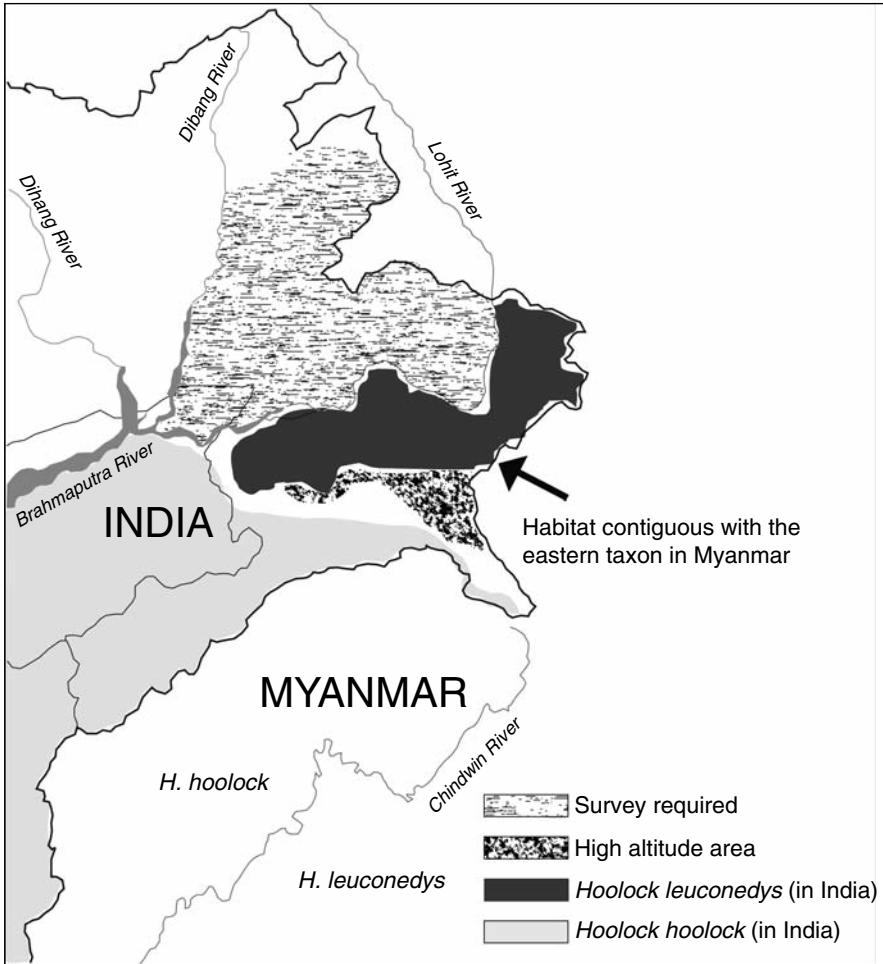 Dibang River
Lohit River
Dihang River
Brahmaputra River
INDIA
Habitat contiguous with the
eastern taxon in Myanmar
MYANMAR
Chindwin River
H. hoolock
H. leuconedys
Survey required
High altitude area
Hoolock leuconedys (in India)
Hoolock hoolock (in India)